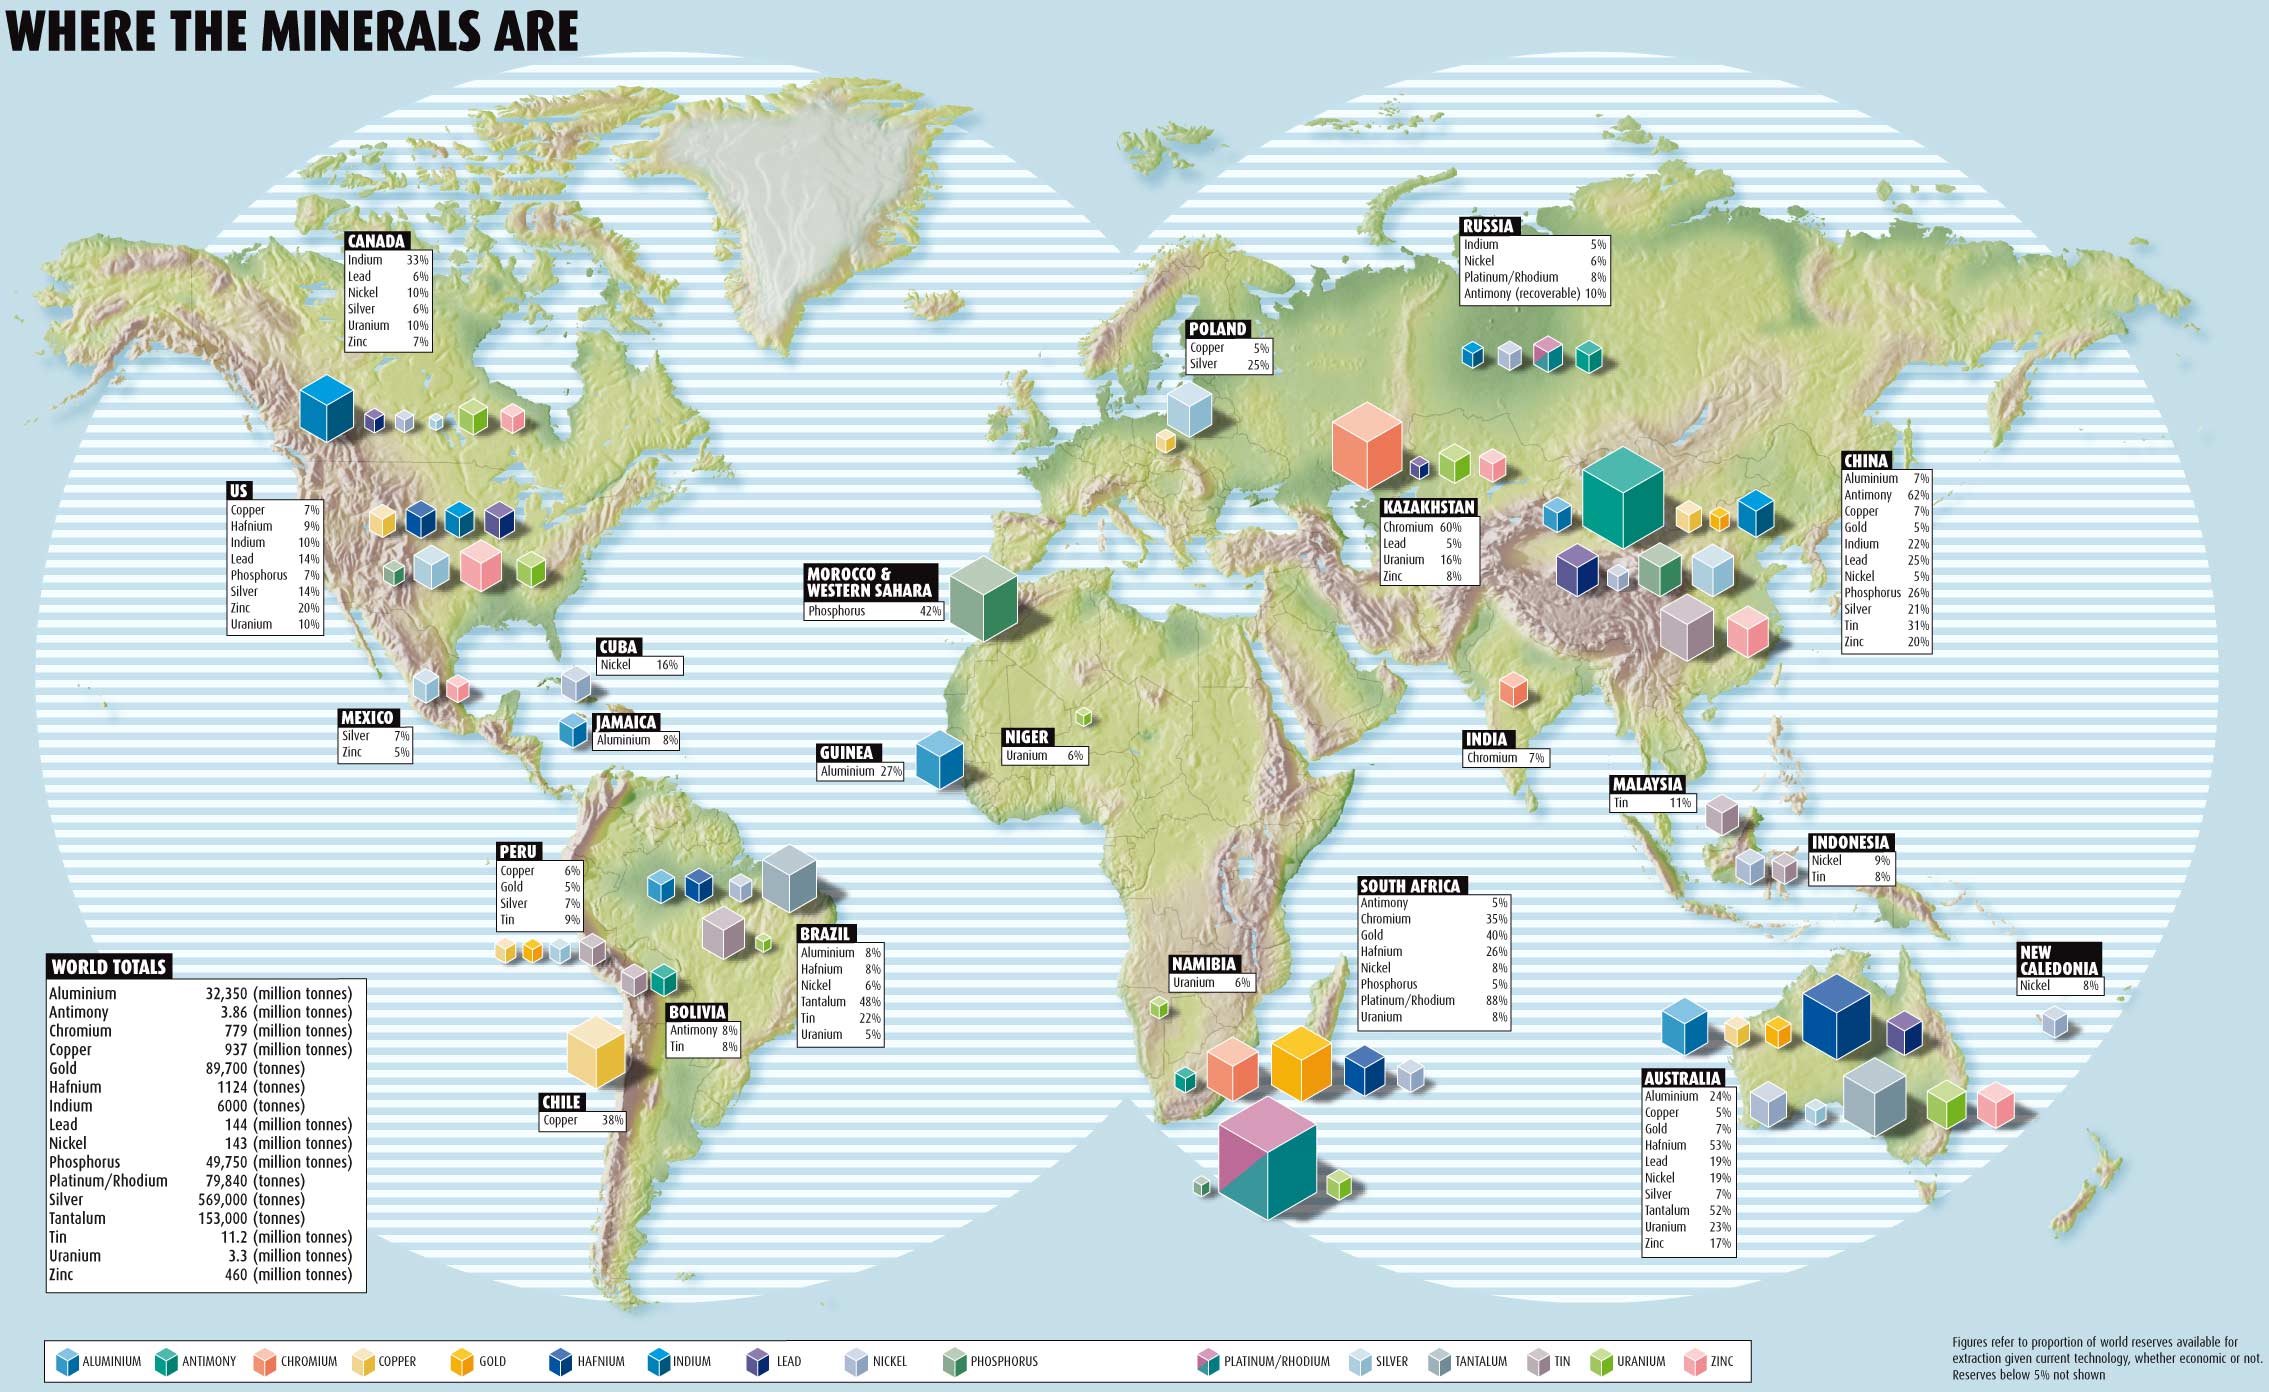 WHERE THE MINERALS ARE
CANADA
Indium 33%
Lead 6%
Nickel 10%
Silver 6%
Uranium 10%
Zinc 7%
US
Copper 7%
Hafnium 9%
Indium 10%
Lead 14%
Phosphorus 7%
Silver 14%
Zinc 20%
Uranium 10%
MEXICO
Silver 7%
Zinc 5%
CUBA
Nickel 16%
JAMAICA
Aluminium 8%
PERU
Copper 6%
Gold 5%
Silver 7%
Tin 9%
BRAZIL
Aluminium 8%
Hafnium 8%
Nickel 6%
Tantalum 48%
Tin 22%
Uranium 5%
BOLIVIA
Antimony 8%
Tin 8%
CHILE
Copper 38%
MOROCCO &
WESTERN SAHARA
Phosphorus 42%
GUINEA
Aluminium 27%
NIGER
Uranium 6%
POLAND
Copper 5%
Silver 25%
RUSSIA
Indium 5%
Nickel 6%
Platinum/Rhodium 8%
Antimony (recoverable) 10%
KAZAKHSTAN
Chromium 60%
Lead 5%
Uranium 16%
Zinc 8%
CHINA
Aluminium 7%
Antimony 62%
Copper 7%
Gold 5%
Indium 22%
Lead 25%
Nickel 5%
Phosphorus 26%
Silver 21%
Tin 31%
Zinc 20%
INDIA
Chromium 7%
MALAYSIA
Tin 11%
INDONESIA
Nickel 9%
Tin 8%
NAMIBIA
Uranium 6%
SOUTH AFRICA
Antimony 5%
Chromium 35%
Gold 40%
Hafnium 26%
Nickel 8%
Phosphorus 5%
Platinum/Rhodium 88%
Uranium 8%
NEW
CALEDONIA
Nickel 8%
AUSTRALIA
Aluminium 24%
Copper 5%
Gold 7%
Hafnium 53%
Lead 19%
Nickel 19%
Silver 7%
Tantalum 52%
Uranium 23%
Zinc 17%
WORLD TOTALS
Aluminium 32,350 (million tonnes)
Antimony 3.86 (million tonnes)
Chromium 779 (million tonnes)
Copper 937 (million tonnes)
Gold 89,700 (tonnes)
Hafnium 1124 (tonnes)
Indium 6000 (tonnes)
Lead 144 (million tonnes)
Nickel 143 (million tonnes)
Phosphorus 49,750 (million tonnes)
Platinum/Rhodium 79,840 (tonnes)
Silver 569,000 (tonnes)
Tantalum 153,000 (tonnes)
Tin 11.2 (million tonnes)
Uranium 3.3 (million tonnes)
Zinc 460 (million tonnes)
ALUMINIUM ANTIMONY CHROMIUM COPPER GOLD HAFNIUM INDIUM LEAD NICKEL PHOSPHORUS PLATINUM/RHODIUM SILVER TANTALUM TIN URANIUM ZINC
Figures refer to proportion of world reserves available for
extraction given current technology, whether economic or not.
Reserves below 5% not shown